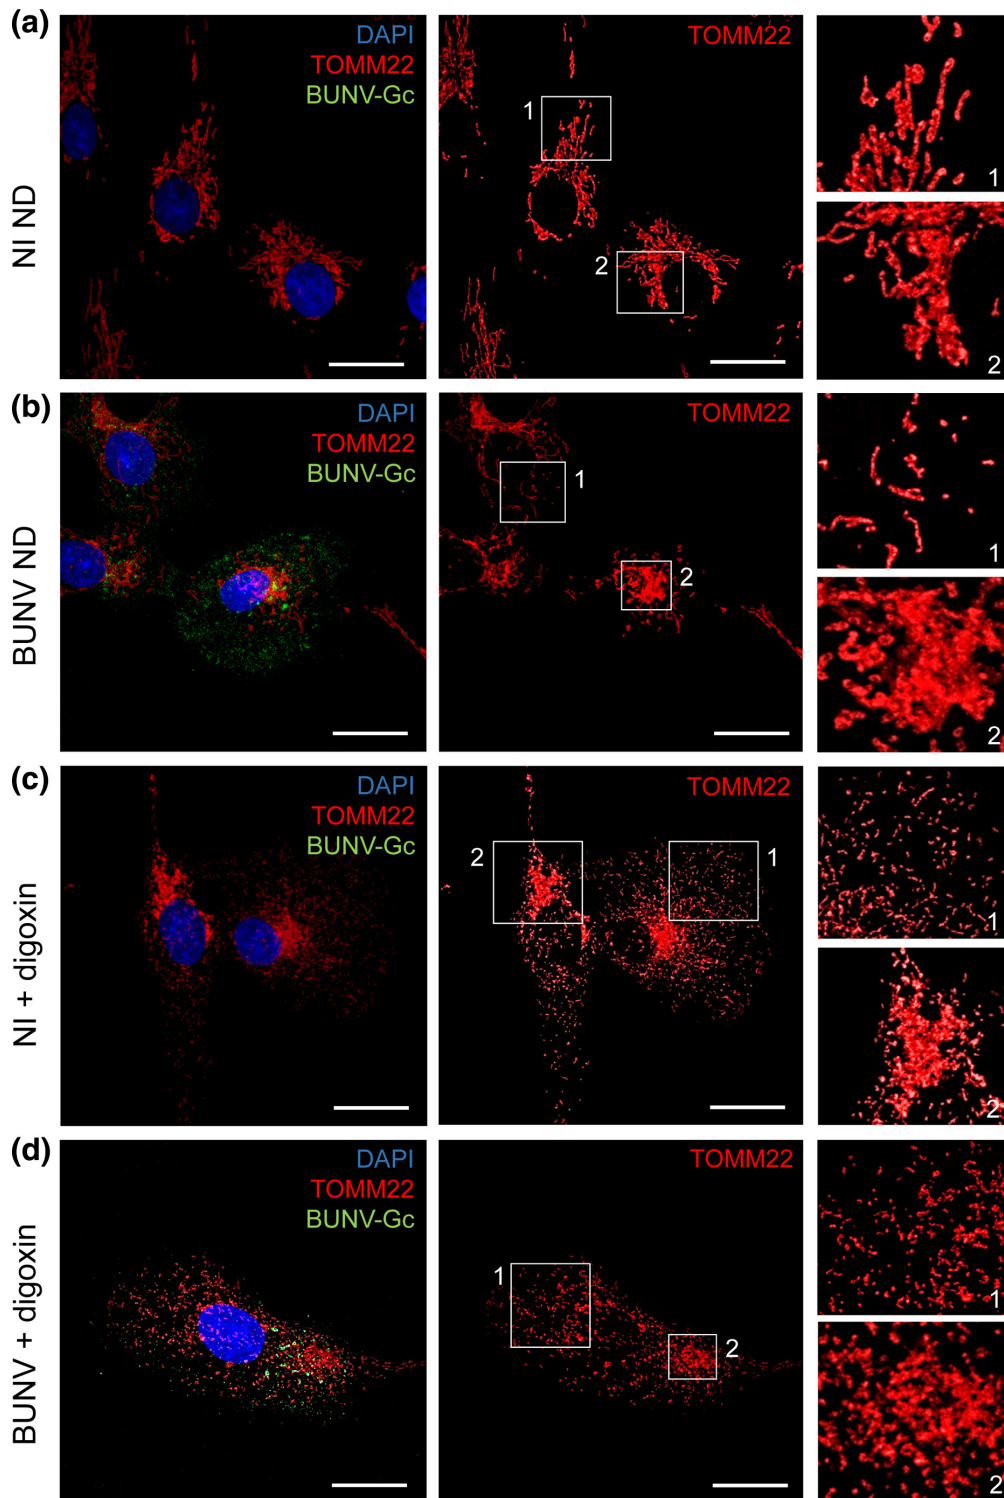 (a)
NI ND
DAPI
TOMM22
BUNV-Gc
TOMM22
1
2
1
2
(b)
BUNV ND
DAPI
TOMM22
BUNV-Gc
TOMM22
1
2
1
2
(c)
NI + digoxin
DAPI
TOMM22
BUNV-Gc
TOMM22
2
1
1
2
(d)
BUNV + digoxin
DAPI
TOMM22
BUNV-Gc
TOMM22
1
2
1
2